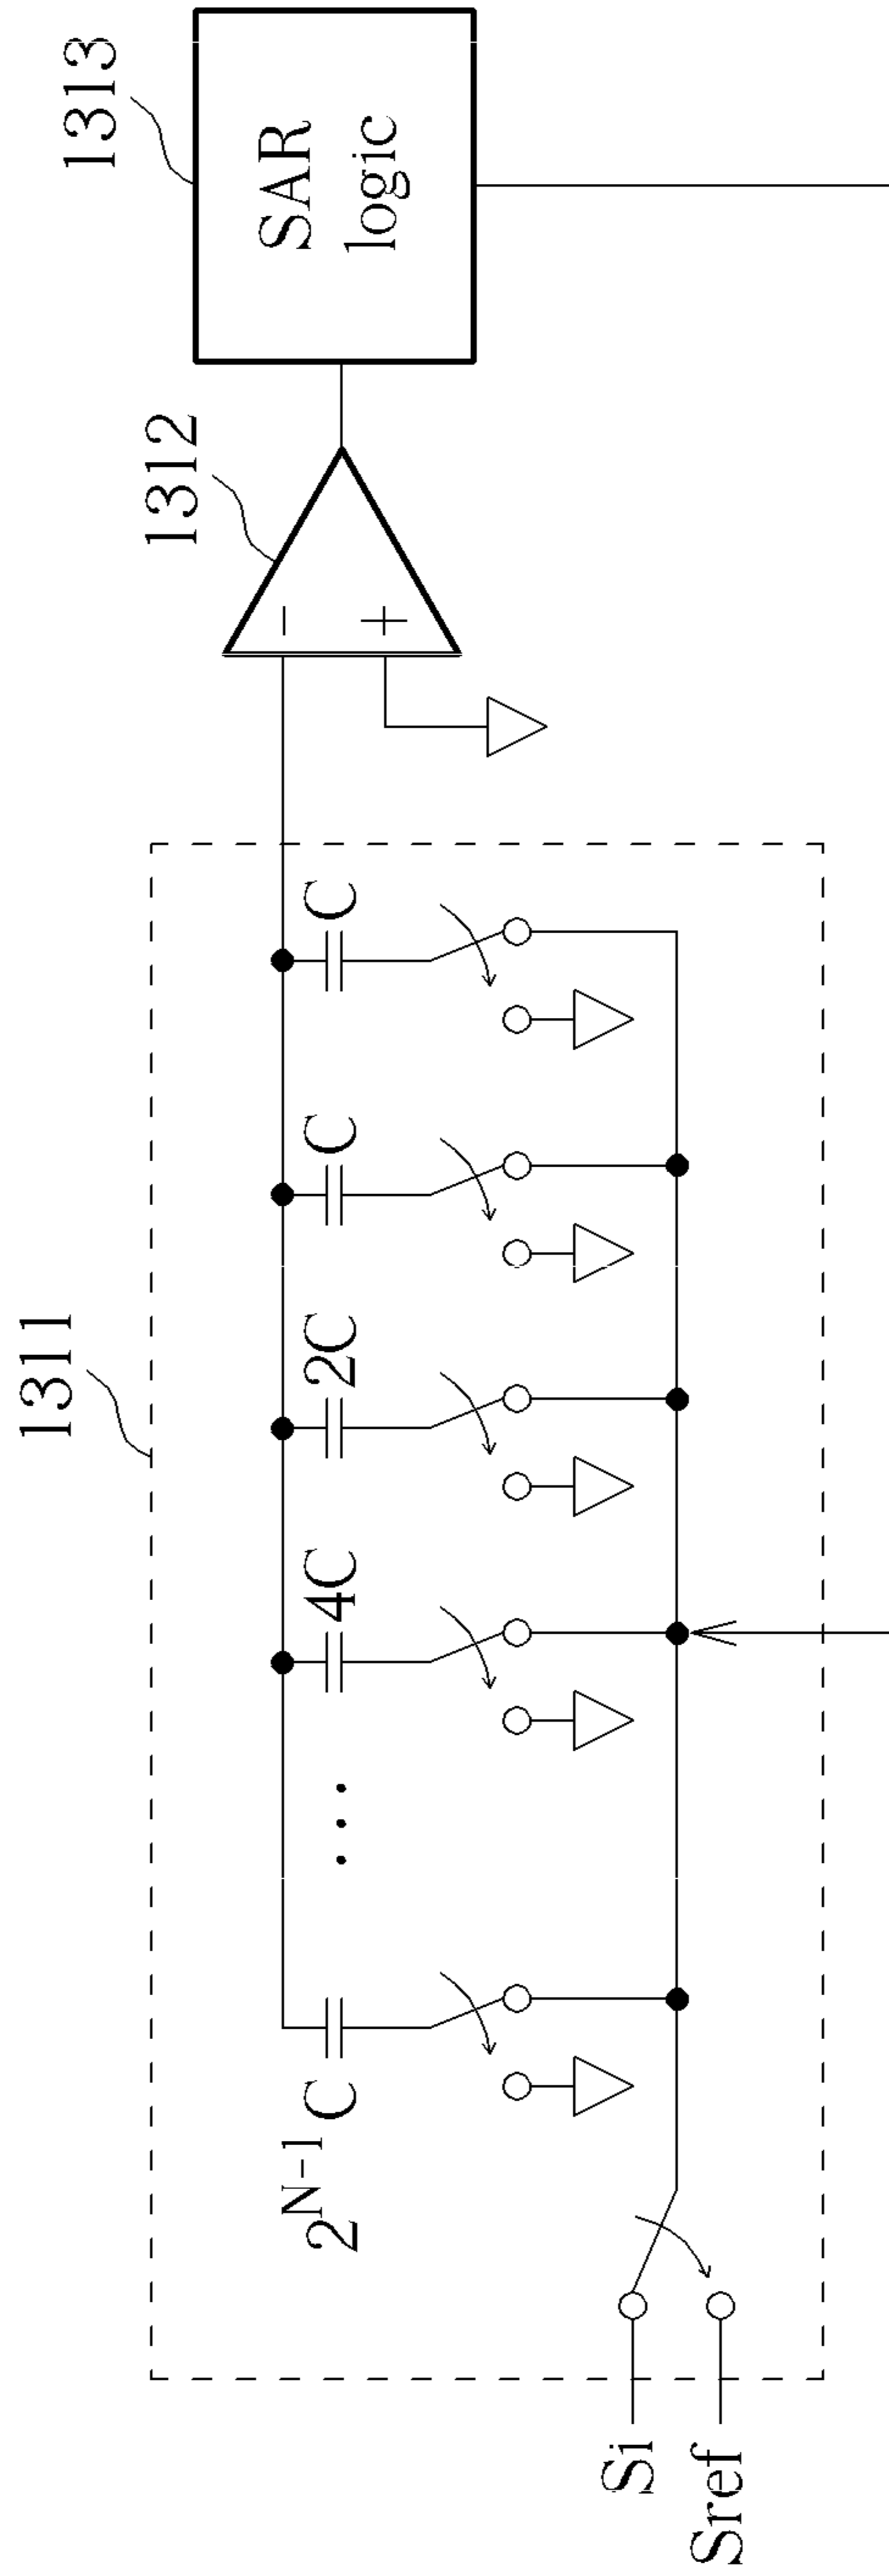 1311
1312
1313
2^{N-1}C
4C
2C
C
C
SAR
logic
−
+
...
Si
Sref